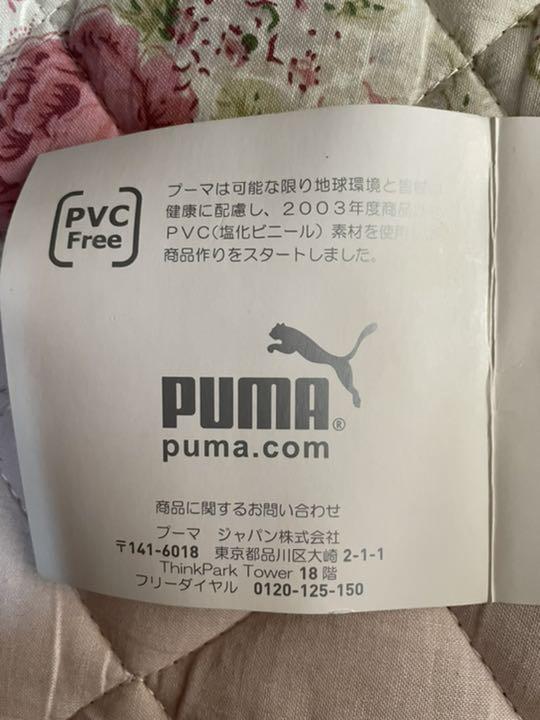 PVC
Free
プーマは可能な限り地球環境と皆様
健康に配慮し、2003年度商品
PVC(塩化ビニール) 素材を使用
商品作りをスタートしました。
PUMA®
puma.com
商品に関するお問い合わせ
プーマ ジャパン株式会社
〒141-6018 東京都品川区大崎 2-1-1
ThinkPark Tower 18 階
フリーダイヤル 0120-125-150